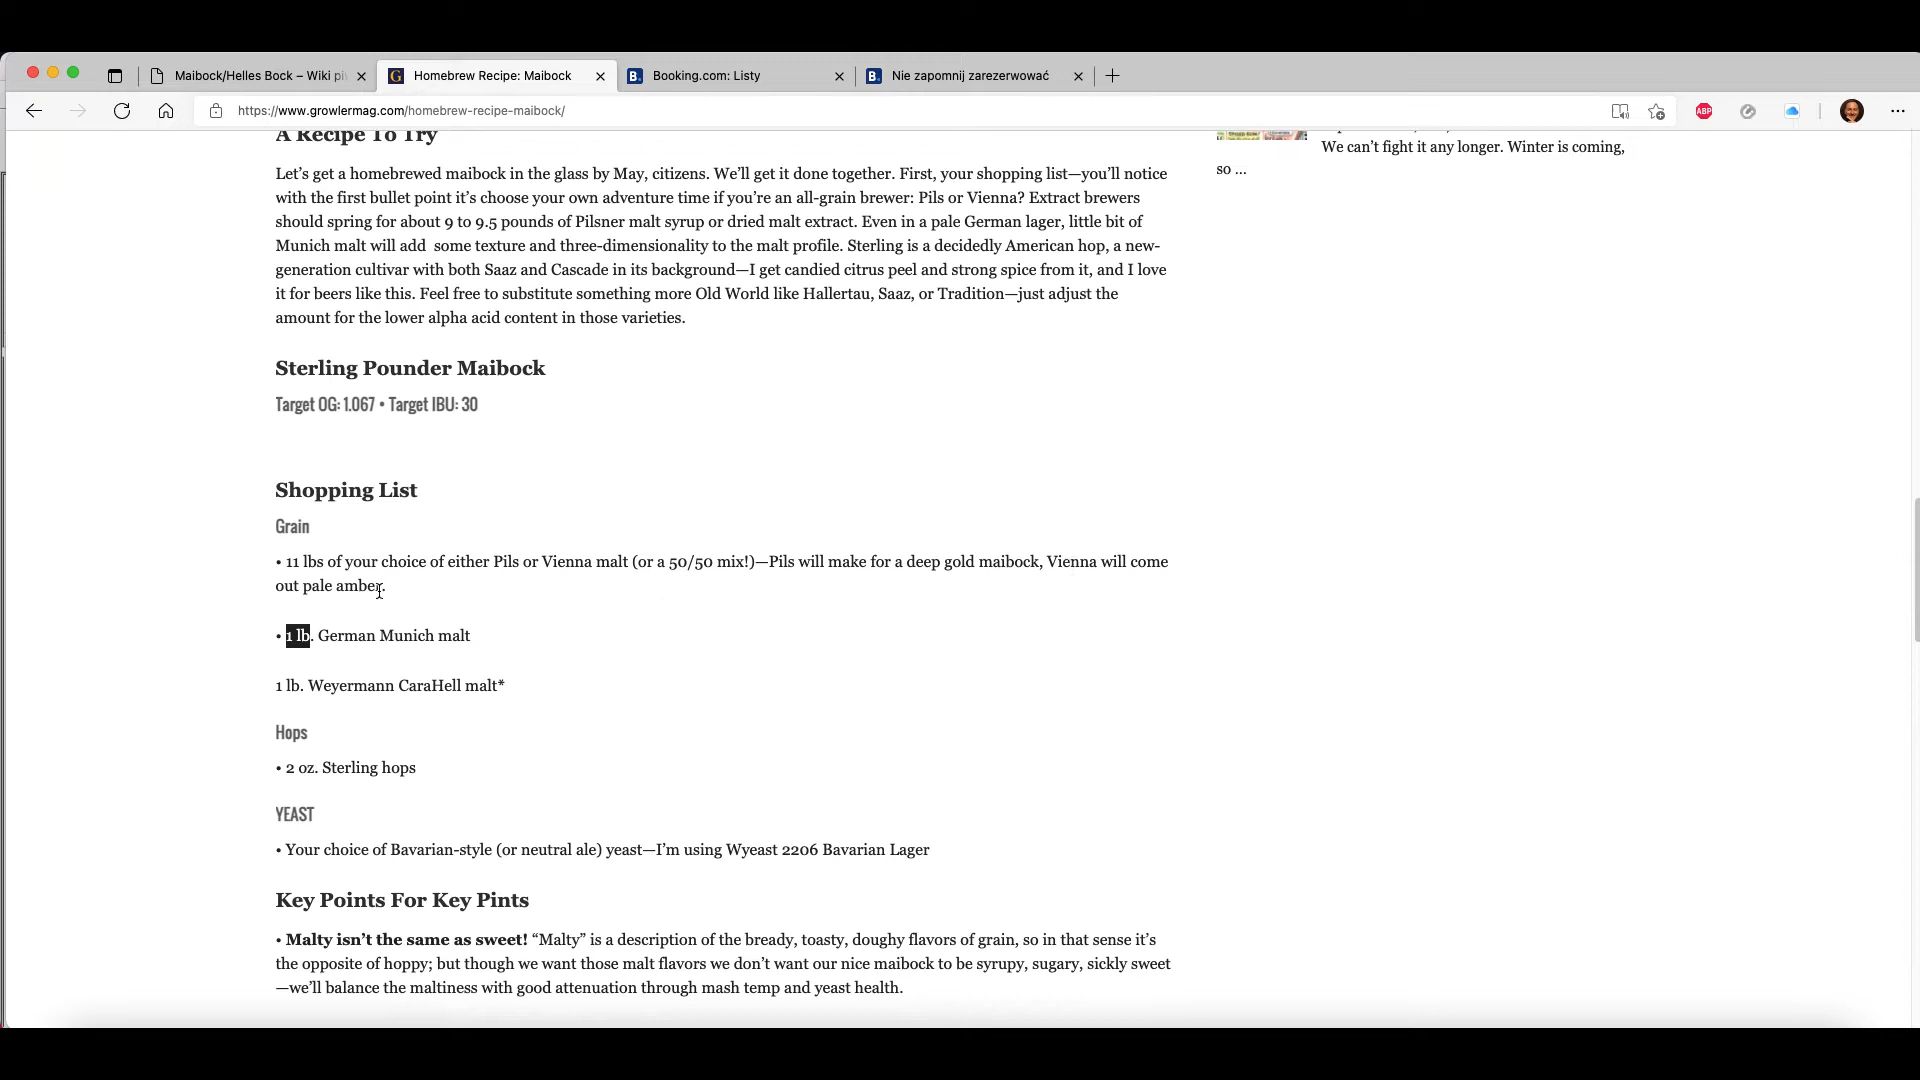 Maibock/Helles Bock – Wiki pi
Homebrew Recipe: Maibock
Booking.com: Listy
Nie zapomnij zarezerwować
https://www.growlermag.com/homebrew-recipe-maibock/
ABP
A Recipe To Try
We can’t fight it any longer. Winter is coming,
so ...
Let’s get a homebrewed maibock in the glass by May, citizens. We’ll get it done together. First, your shopping list—you’ll notice
with the first bullet point it’s choose your own adventure time if you’re an all-grain brewer: Pils or Vienna? Extract brewers
should spring for about 9 to 9.5 pounds of Pilsner malt syrup or dried malt extract. Even in a pale German lager, little bit of
Munich malt will add some texture and three-dimensionality to the malt profile. Sterling is a decidedly American hop, a new-
generation cultivar with both Saaz and Cascade in its background—I get candied citrus peel and strong spice from it, and I love
it for beers like this. Feel free to substitute something more Old World like Hallertau, Saaz, or Tradition—just adjust the
amount for the lower alpha acid content in those varieties.
Sterling Pounder Maibock
Target OG: 1.067 • Target IBU: 30
Shopping List
Grain
• 11 lbs of your choice of either Pils or Vienna malt (or a 50/50 mix!)—Pils will make for a deep gold maibock, Vienna will come
out pale amber.
• 1 lb. German Munich malt
1 lb. Weyermann CaraHell malt*
Hops
• 2 oz. Sterling hops
YEAST
• Your choice of Bavarian-style (or neutral ale) yeast—I’m using Wyeast 2206 Bavarian Lager
Key Points For Key Pints
• Malty isn’t the same as sweet! “Malty” is a description of the bready, toasty, doughy flavors of grain, so in that sense it’s
the opposite of hoppy; but though we want those malt flavors we don’t want our nice maibock to be syrupy, sugary, sickly sweet
—we’ll balance the maltiness with good attenuation through mash temp and yeast health.